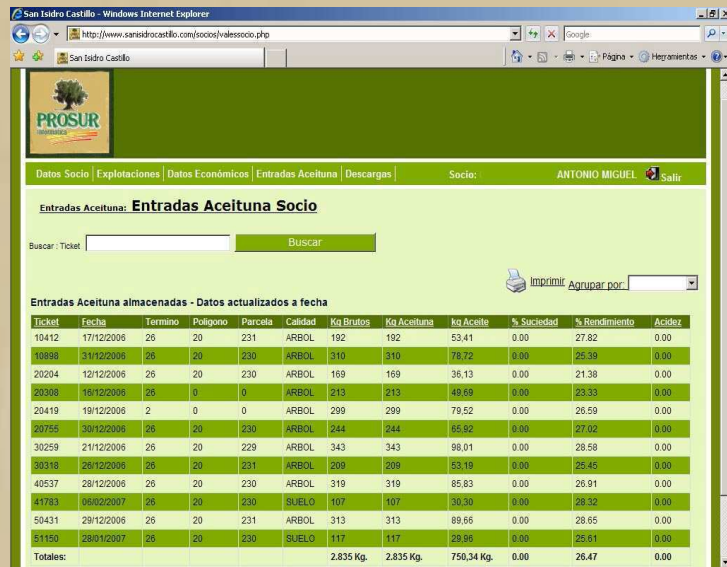 San Isidro Castillo - Windows Internet Explorer
http://www.sanisidrocastillo.com/socios/valessocio.php
Google
San Isidro Castillo
Página
Herramientas
PROSUR
informática
Datos Socio | Explotaciones | Datos Económicos | Entradas Aceituna | Descargas | Socio: ANTONIO MIGUEL Salir
Entradas Aceituna: Entradas Aceituna Socio
Buscar : Ticket Buscar
Imprimir Agrupar por:
Entradas Aceituna almacenadas - Datos actualizados a fecha
Ticket Fecha Termino Poligono Parcela Calidad Kg Brutos Kg Aceituna kg Aceite % Suciedad % Rendimiento Acidez
10412 17/12/2006 26 20 231 ARBOL 192 192 53,41 0.00 27.82 0.00
10898 31/12/2006 26 20 230 ARBOL 310 310 78,72 0.00 25.39 0.00
20204 12/12/2006 26 20 230 ARBOL 169 169 36,13 0.00 21.38 0.00
20308 16/12/2006 26 0 0 ARBOL 213 213 49,69 0.00 23.33 0.00
20419 19/12/2006 2 0 0 ARBOL 299 299 79,52 0.00 26.59 0.00
20755 30/12/2006 26 20 230 ARBOL 244 244 65,92 0.00 27.02 0.00
30259 21/12/2006 26 20 229 ARBOL 343 343 98,01 0.00 28.58 0.00
30318 26/12/2006 26 20 231 ARBOL 209 209 53,19 0.00 25.45 0.00
40537 28/12/2006 26 20 230 ARBOL 319 319 85,83 0.00 26.91 0.00
41783 06/02/2007 26 20 230 SUELO 107 107 30,30 0.00 28.32 0.00
50431 29/12/2006 26 20 231 ARBOL 313 313 89,66 0.00 28.65 0.00
51150 28/01/2007 26 20 230 SUELO 117 117 29,96 0.00 25.61 0.00
Totales: 2.835 Kg. 2.835 Kg. 750,34 Kg. 0.00 26.47 0.00